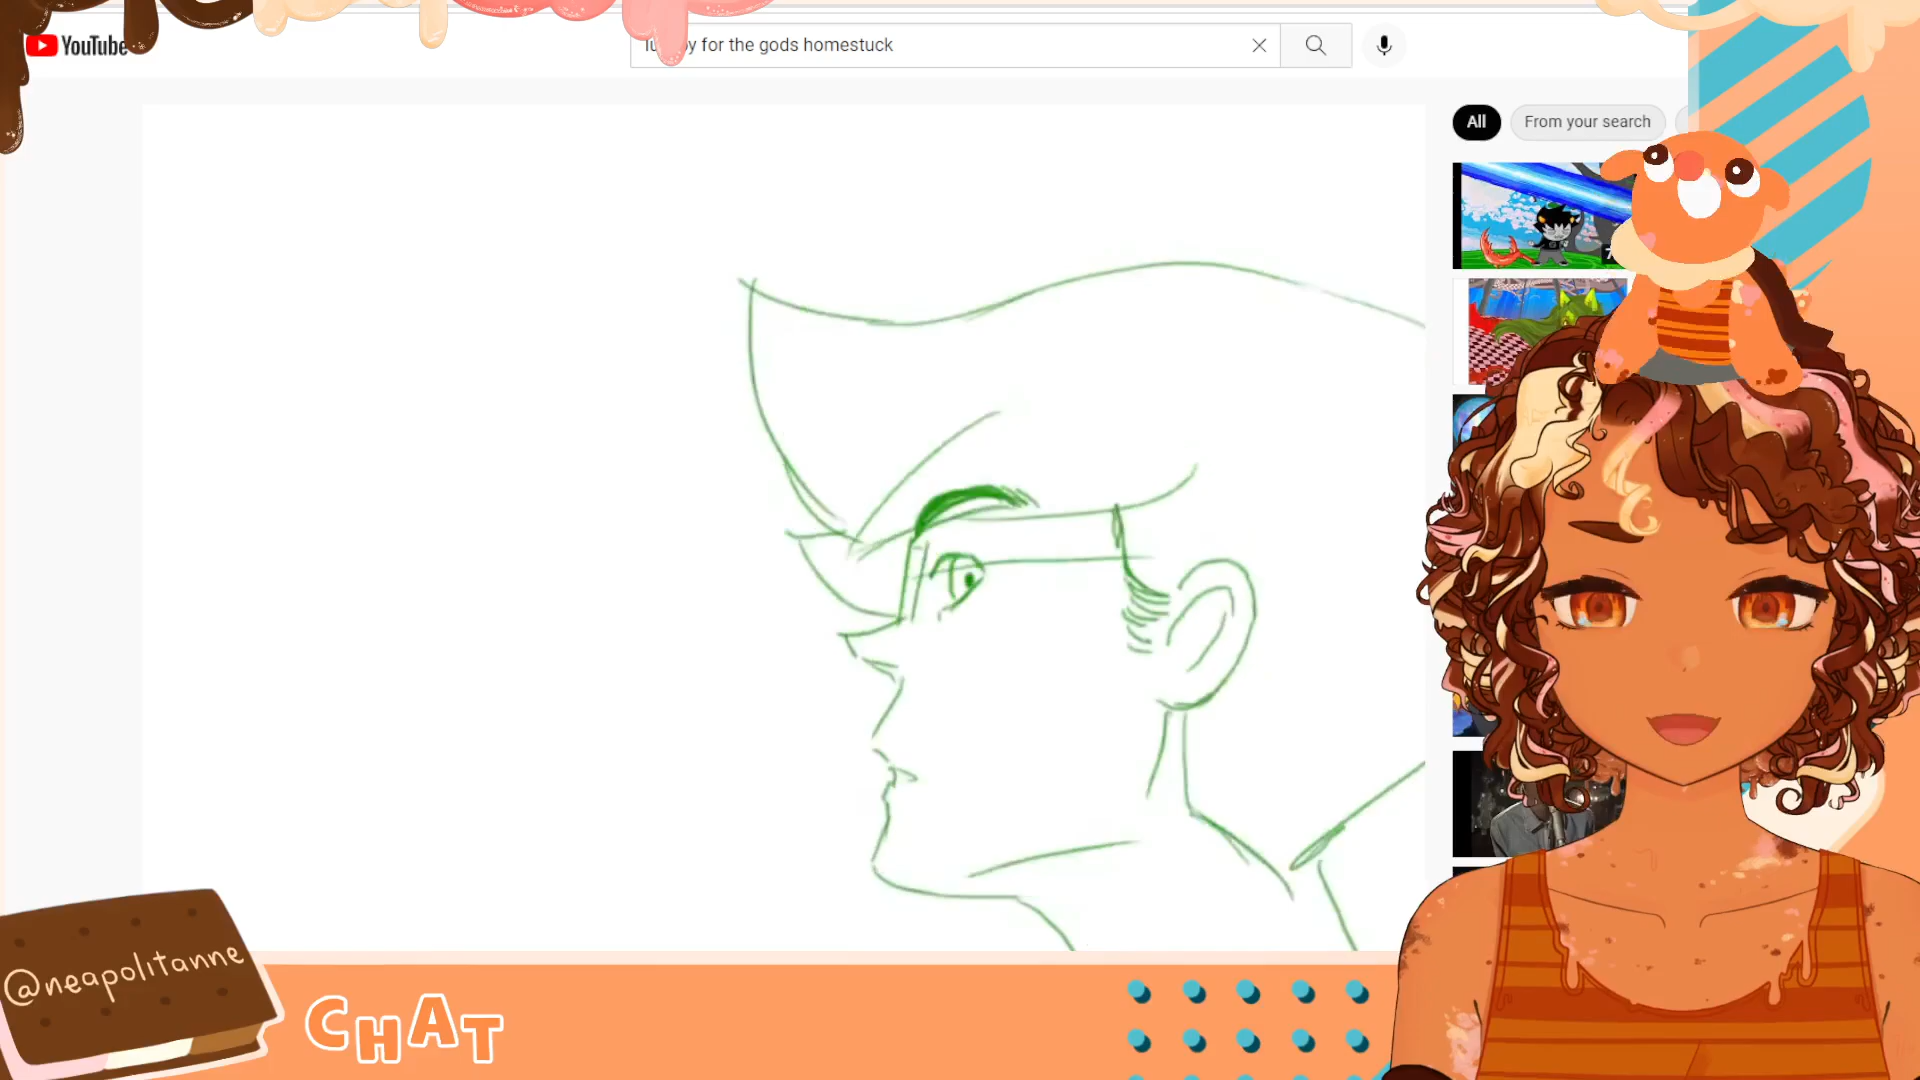 YouTube
for the gods homestuck
All
From your search
@neapolitanne
CHAT